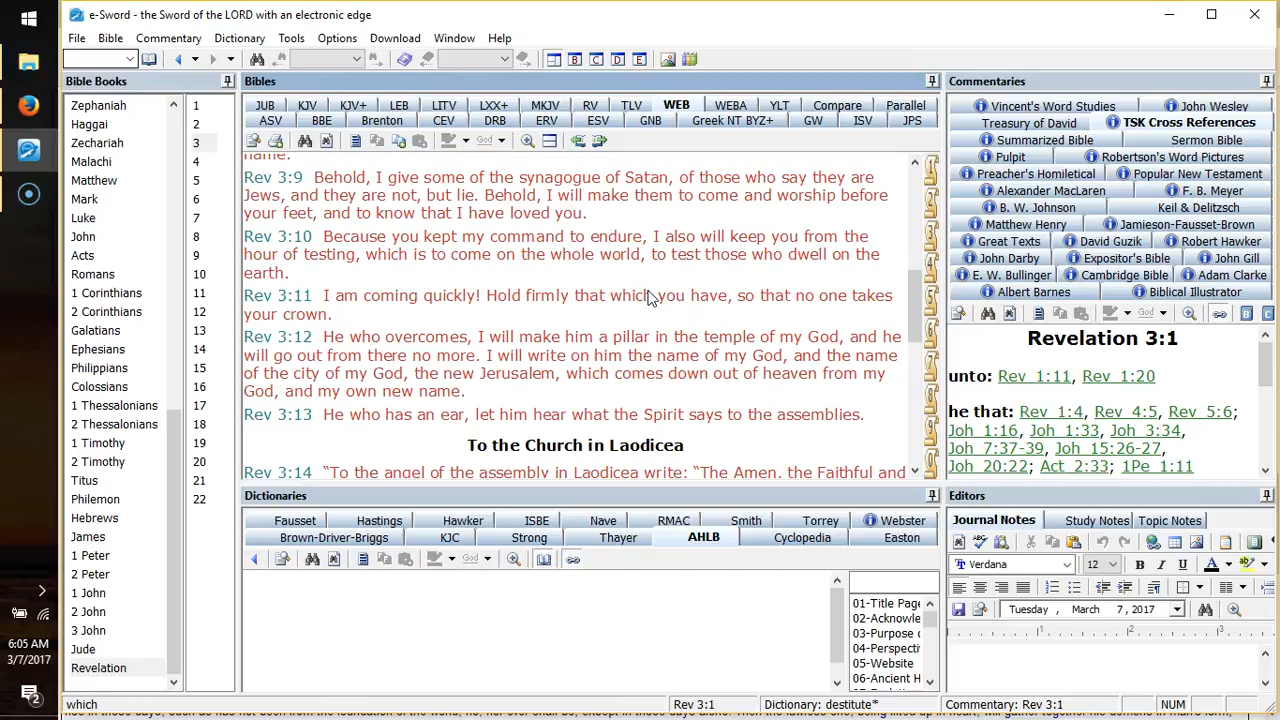 e-Sword - the Sword of the LORD with an electronic edge
File Bible Commentary Dictionary Tools Options Download Window Help
Bible Books
Zephaniah 1
Haggai 2
Zechariah 3
Malachi 4
Matthew 5
Mark 6
Luke 7
John 8
Acts 9
Romans 10
1 Corinthians 11
2 Corinthians 12
Galatians 13
Ephesians 14
Philippians 15
Colossians 16
1 Thessalonians 17
2 Thessalonians 18
1 Timothy 19
2 Timothy 20
Titus 21
Philemon 22
Hebrews
James
1 Peter
2 Peter
1 John
2 John
3 John
Jude
Revelation
Bibles
JUB KJV KJV+ LEB LITV LXX+ MKJV RV TLV WEB WEBA YLT Compare Parallel
ASV BBE Brenton CEV DRB ERV ESV GNB Greek NT BYZ+ GW ISV JPS
God
name.
Rev 3:9 Behold, I give some of the synagogue of Satan, of those who say they are
Jews, and they are not, but lie. Behold, I will make them to come and worship before
your feet, and to know that I have loved you.
Rev 3:10 Because you kept my command to endure, I also will keep you from the
hour of testing, which is to come on the whole world, to test those who dwell on the
earth.
Rev 3:11 I am coming quickly! Hold firmly that which you have, so that no one takes
your crown.
Rev 3:12 He who overcomes, I will make him a pillar in the temple of my God, and he
will go out from there no more. I will write on him the name of my God, and the name
of the city of my God, the new Jerusalem, which comes down out of heaven from my
God, and my own new name.
Rev 3:13 He who has an ear, let him hear what the Spirit says to the assemblies.
To the Church in Laodicea
Rev 3:14 “To the angel of the assembly in Laodicea write: “The Amen, the Faithful and
1
2
3
4
5
6
7
8
9
0
Commentaries
Vincent's Word Studies John Wesley
Treasury of David TSK Cross References
Summarized Bible Sermon Bible
Pulpit Robertson's Word Pictures
Preacher's Homiletical Popular New Testament
Alexander MacLaren F. B. Meyer
B. W. Johnson Keil & Delitzsch
Matthew Henry Jamieson-Fausset-Brown
Great Texts David Guzik Robert Hawker
John Darby Expositor's Bible John Gill
E. W. Bullinger Cambridge Bible Adam Clarke
Albert Barnes Biblical Illustrator
God
B C
Revelation 3:1
unto: Rev 1:11, Rev 1:20
he that: Rev 1:4, Rev 4:5, Rev 5:6;
Joh 1:16, Joh 1:33, Joh 3:34,
Joh 7:37-39, Joh 15:26-27,
Joh 20:22; Act 2:33; 1Pe 1:11
Dictionaries
Fausset Hastings Hawker ISBE Nave RMAC Smith Torrey Webster
Brown-Driver-Briggs KJC Strong Thayer AHLB Cyclopedia Easton
God
01-Title Page
02-Acknowle
03-Purpose o
04-Perspecti
05-Website
06-Ancient H
Editors
Journal Notes Study Notes Topic Notes
Verdana 12 B I U A ab
Tuesday , March 7, 2017
1 2 3
6:05 AM
3/7/2017
2
which Rev 3:1 Dictionary: destitute* Commentary: Rev 3:1 NUM